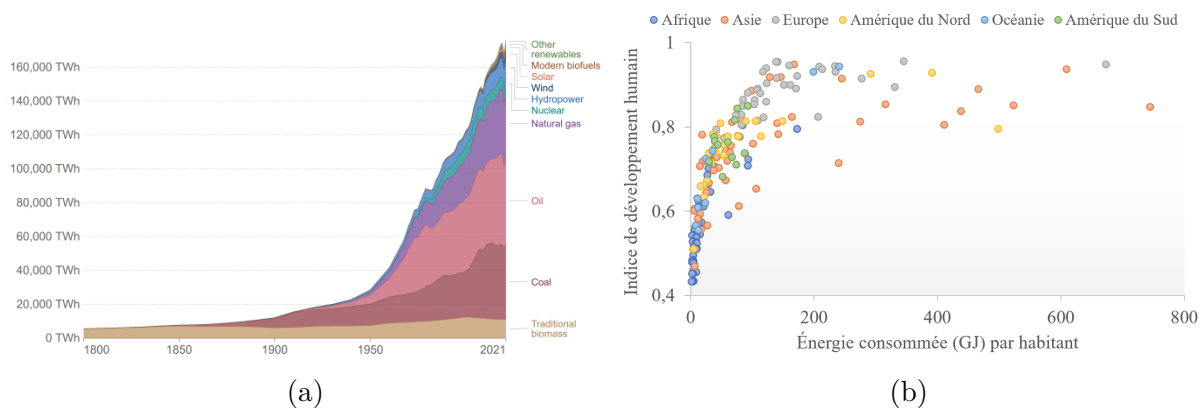 Other
renewables
Modern biofuels
Solar
Wind
Hydropower
Nuclear
Natural gas
Oil
Coal
Traditional
biomass
160,000 TWh
140,000 TWh
120,000 TWh
100,000 TWh
80,000 TWh
60,000 TWh
40,000 TWh
20,000 TWh
0 TWh
1800
1850
1900
1950
2021
(a)
Afrique
Asie
Europe
Amérique du Nord
Océanie
Amérique du Sud
Indice de développement humain
1
0.8
0.6
0.4
0
200
400
600
800
Énergie consommée (GJ) par habitant
(b)